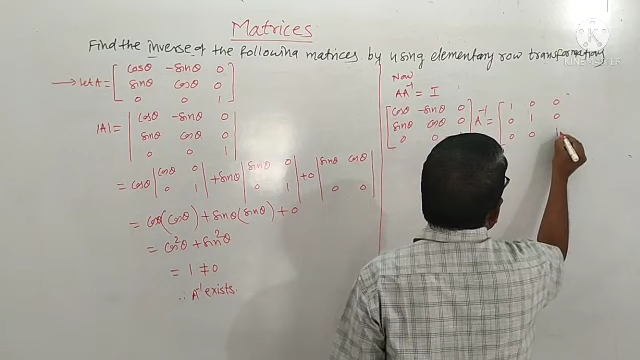 Matrices
Find the inverse of the following matrices by using elementary row transformations
→ Let A = [ cosθ -sinθ 0
sinθ cosθ 0
0 0 1 ]
|A| = | cosθ -sinθ 0
sinθ cosθ 0
0 0 1 |
= cosθ | cosθ 0 | + sinθ | sinθ 0 | + 0 | sinθ cosθ |
| 0 1 | | 0 1 | | 0 0 |
= cosθ(cosθ) + sinθ(sinθ) + 0
= cos²θ + sin²θ
= 1 ≠ 0
∴ A⁻¹ exists.
Now
AA⁻¹ = I
[ cosθ -sinθ 0 ] A⁻¹ = [ 1 0 0
sinθ cosθ 0 0 1 0
0 0 0 0 1
KINEMASTER